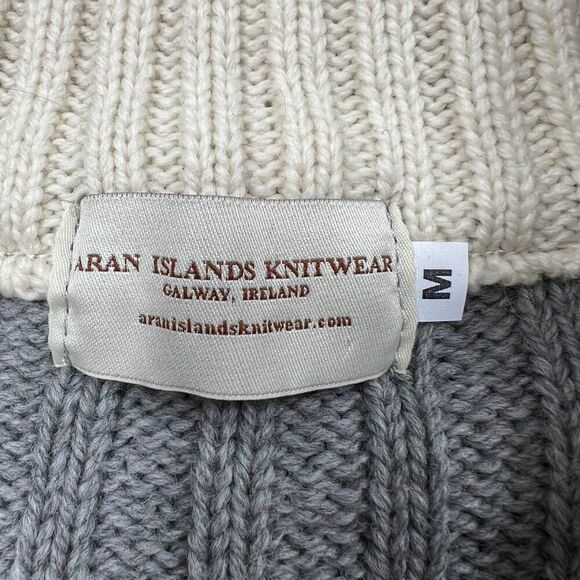 ARAN ISLANDS KNITWEAR
GALWAY, IRELAND
aranislandsknitwear.com
M